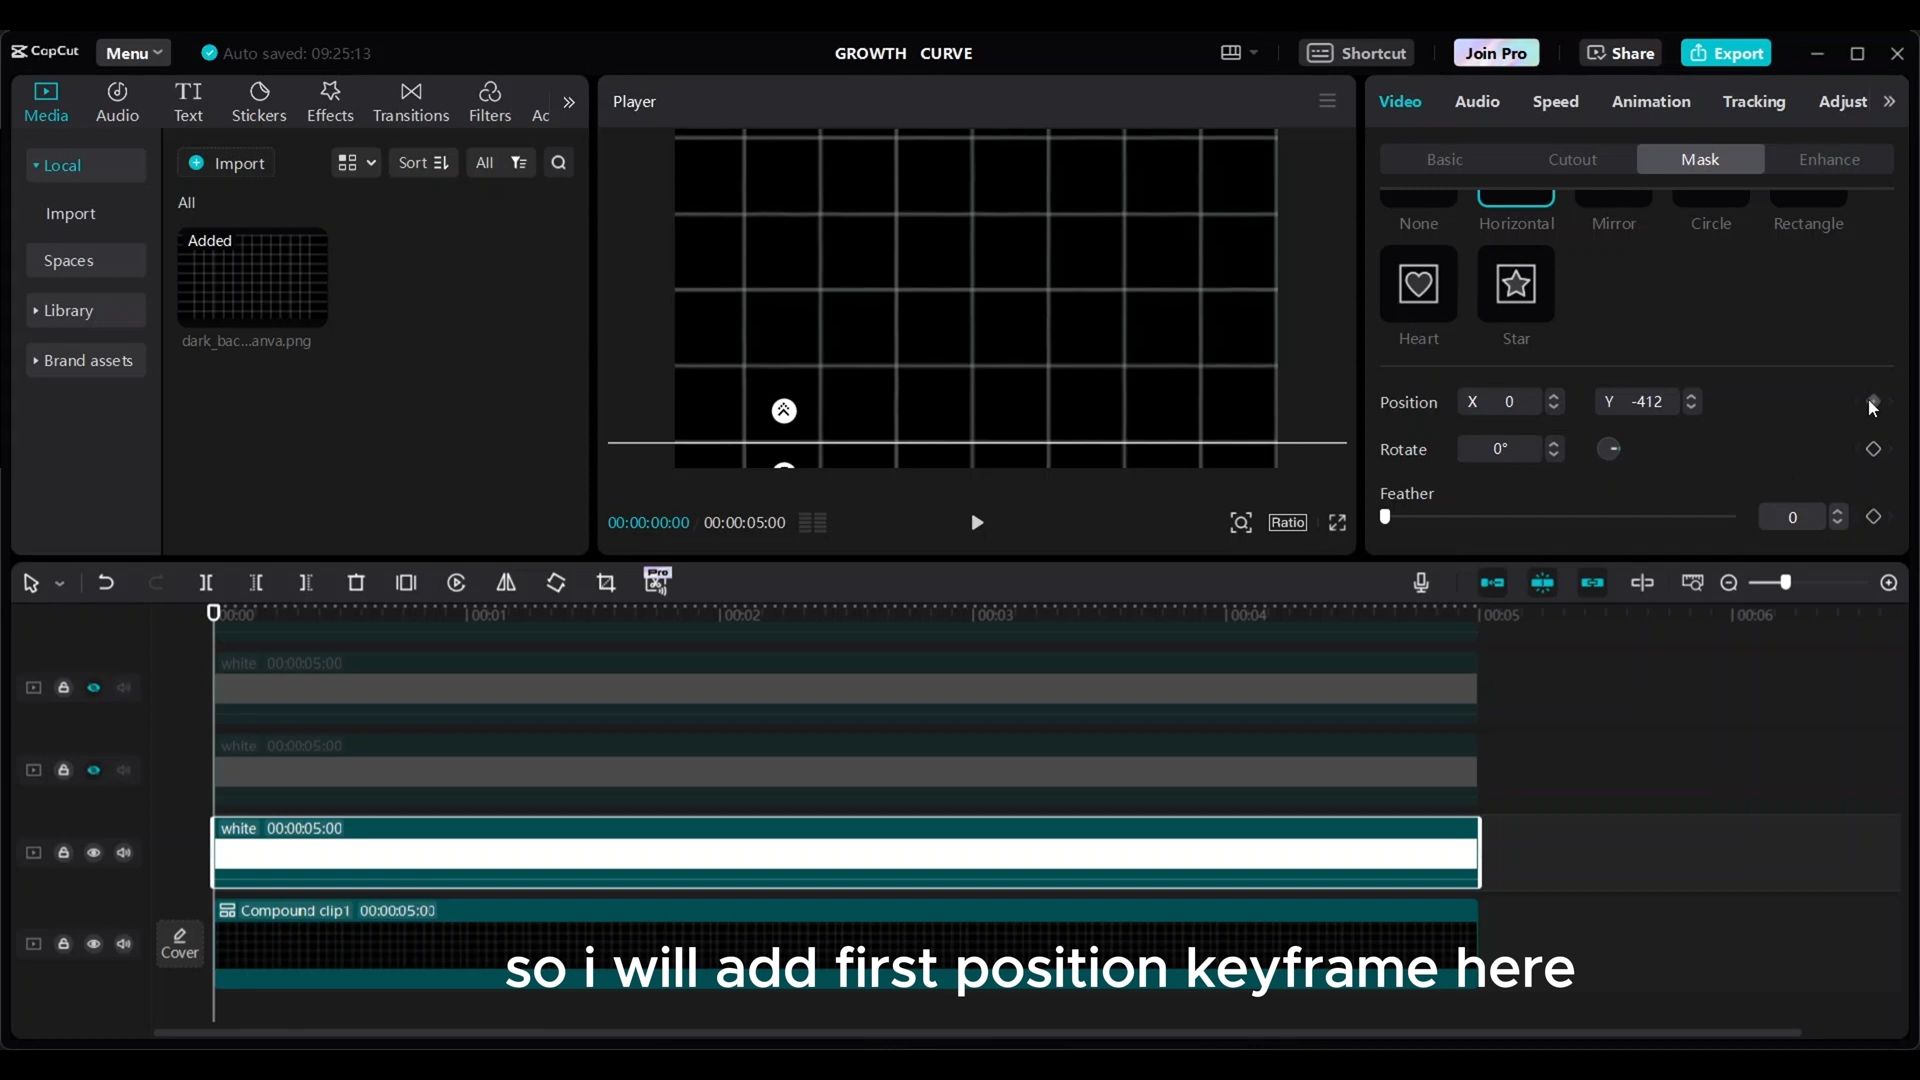 CapCut
Menu
Auto saved: 09:25:13
GROWTH CURVE
Shortcut
Join Pro
Share
Export
Media
Audio
Text
Stickers
Effects
Transitions
Filters
Ac
Player
Video
Audio
Speed
Animation
Tracking
Adjust
Local
Import
Spaces
Library
Brand assets
Import
Sort
All
All
Added
dark_bac...anva.png
Basic
Cutout
Mask
Enhance
None
Horizontal
Mirror
Circle
Rectangle
Heart
Star
Position X 0 Y -412
Rotate 0°
Feather
0
00:00:00:00 00:00:05:00
Ratio
Pro
00:00 00:01 00:02 00:03 00:04 00:05 00:06
white 00:00:05:00
white 00:00:05:00
white 00:00:05:00
Cover
Compound clip1 00:00:05:00
so i will add first position keyframe here